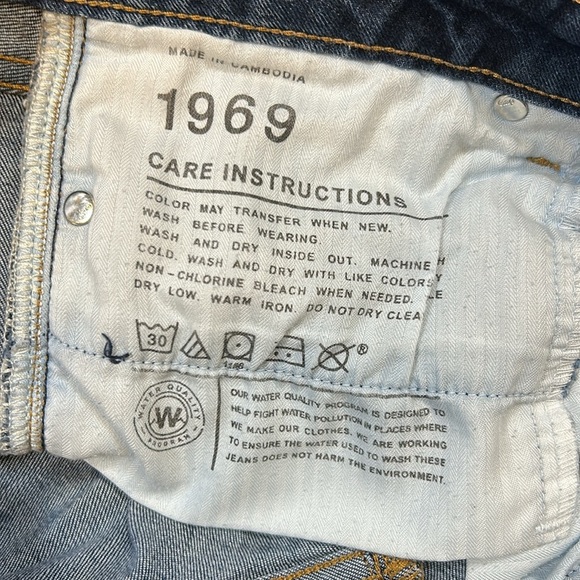 MADE IN CAMBODIA
1969
CARE INSTRUCTIONS
COLOR MAY TRANSFER WHEN NEW.
WASH BEFORE WEARING.
WASH AND DRY INSIDE OUT. MACHINE
COLD. WASH AND DRY WITH LIKE COLORS
NON-CHLORINE BLEACH WHEN NEEDED.
DRY LOW. WARM IRON. DO NOT DRY CLEA
30
®
WATER QUALITY
W
PROGRAM
OUR WATER QUALITY PROGRAM IS DESIGNED TO
HELP FIGHT WATER POLLUTION IN PLACES WHERE
WE MAKE OUR CLOTHES. WE ARE WORKING
TO ENSURE THE WATER USED TO WASH THESE
JEANS DOES NOT HARM THE ENVIRONMENT.